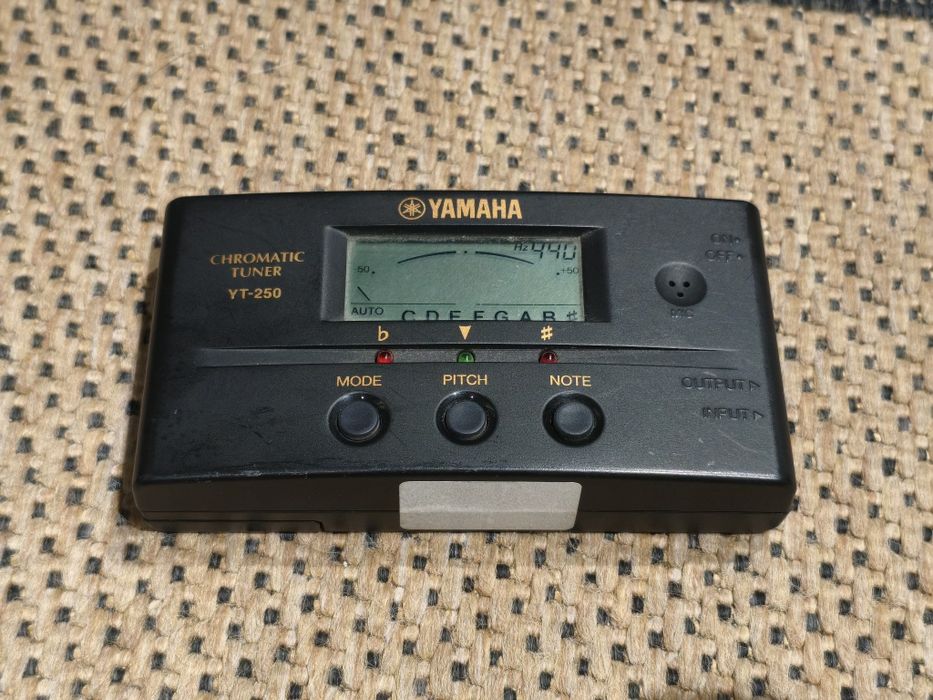 YAMAHA
CHROMATIC
TUNER
YT-250
Hz 440
-50
+50
AUTO
C D E F G A B ♯
♭ ▼ ♯
MODE PITCH NOTE
ON
OFF
MIC
OUTPUT ▷
INPUT ▷